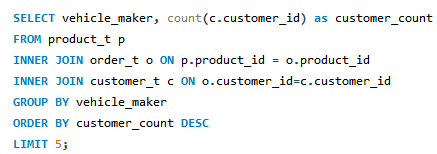 SELECT vehicle_maker, count(c.customer_id) as customer_count
FROM product_t p
INNER JOIN order_t o ON p.product_id = o.product_id
INNER JOIN customer_t c ON o.customer_id=c.customer_id
GROUP BY vehicle_maker
ORDER BY customer_count DESC
LIMIT 5;